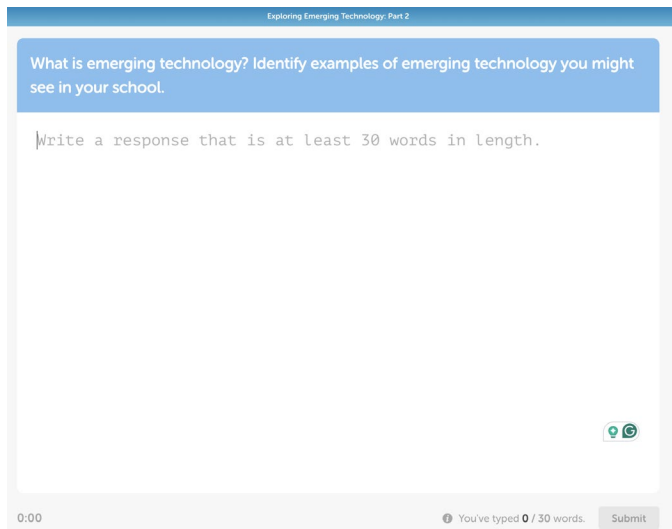 Exploring Emerging Technology: Part 2
What is emerging technology? Identify examples of emerging technology you might
see in your school.
Write a response that is at least 30 words in length.
0:00
You've typed 0 / 30 words.
Submit